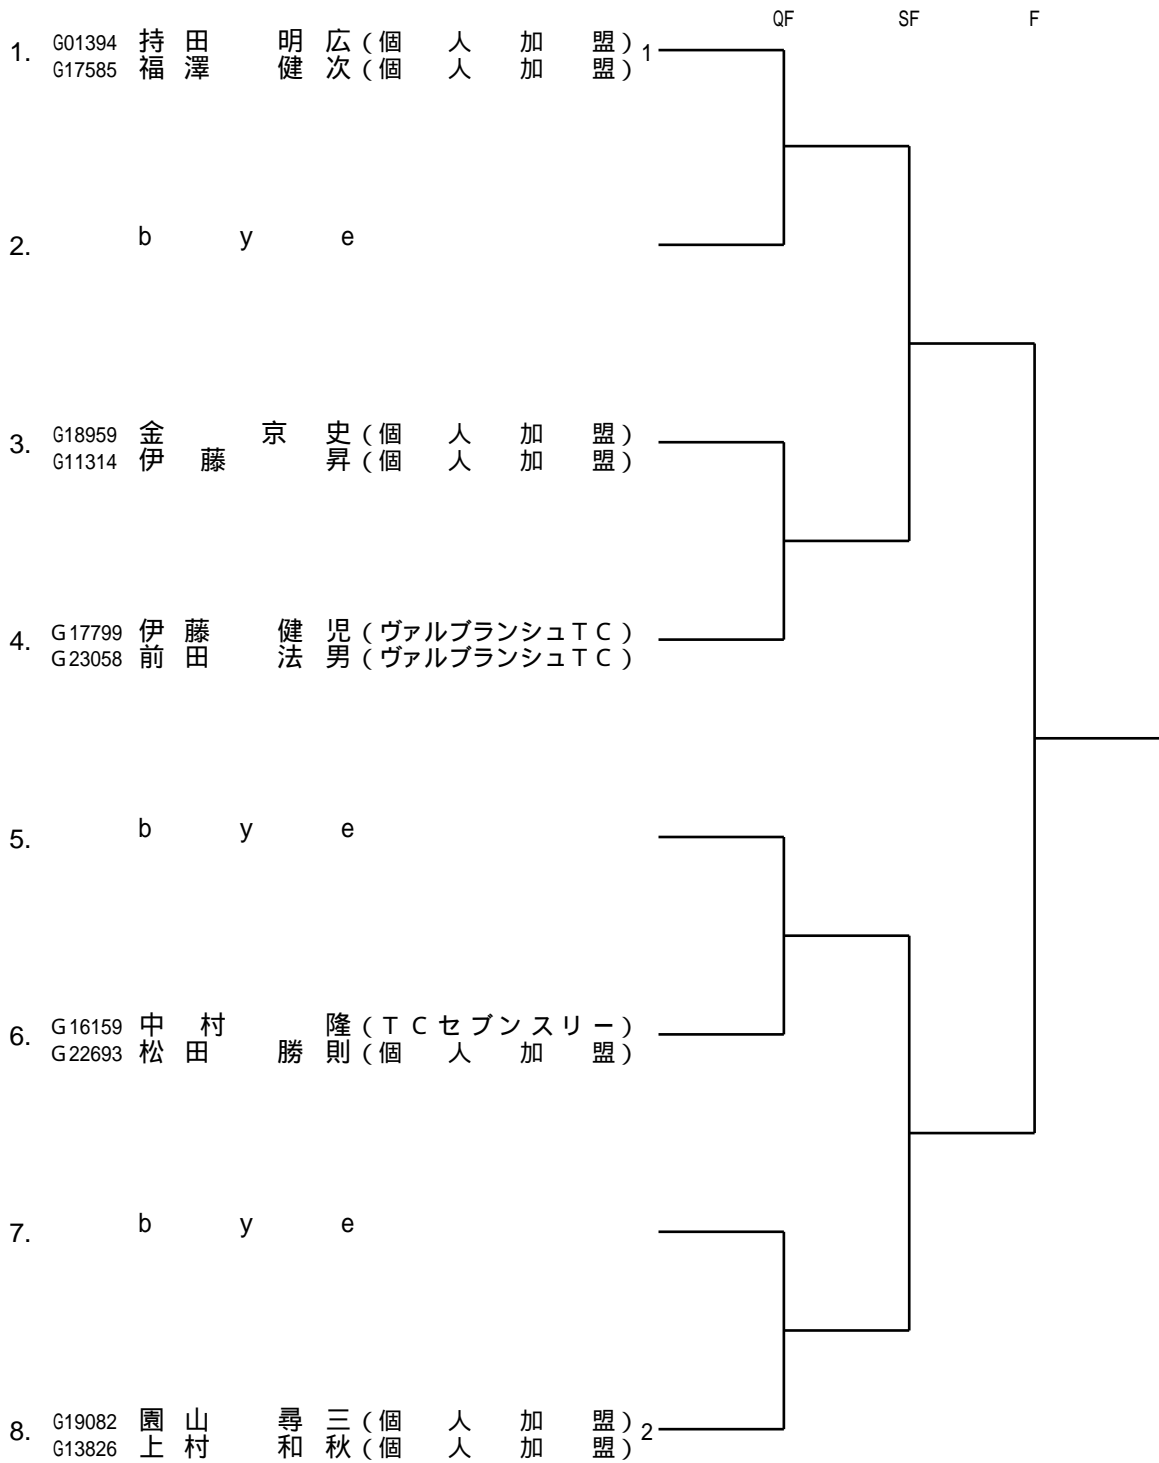 QF SF F
1. G01394 持田 明広(個人加盟) 1
G17585 福澤 健次(個人加盟)
2. bye
3. G18959 金 京史(個人加盟)
G11314 伊藤 昇(個人加盟)
4. G17799 伊藤 健児(ヴァルブランシュTC)
G23058 前田 法男(ヴァルブランシュTC)
5. bye
6. G16159 中村 隆(TCセブンスリー)
G22693 松田 勝則(個人加盟)
7. bye
8. G19082 園山 尋三(個人加盟) 2
G13826 上村 和秋(個人加盟)